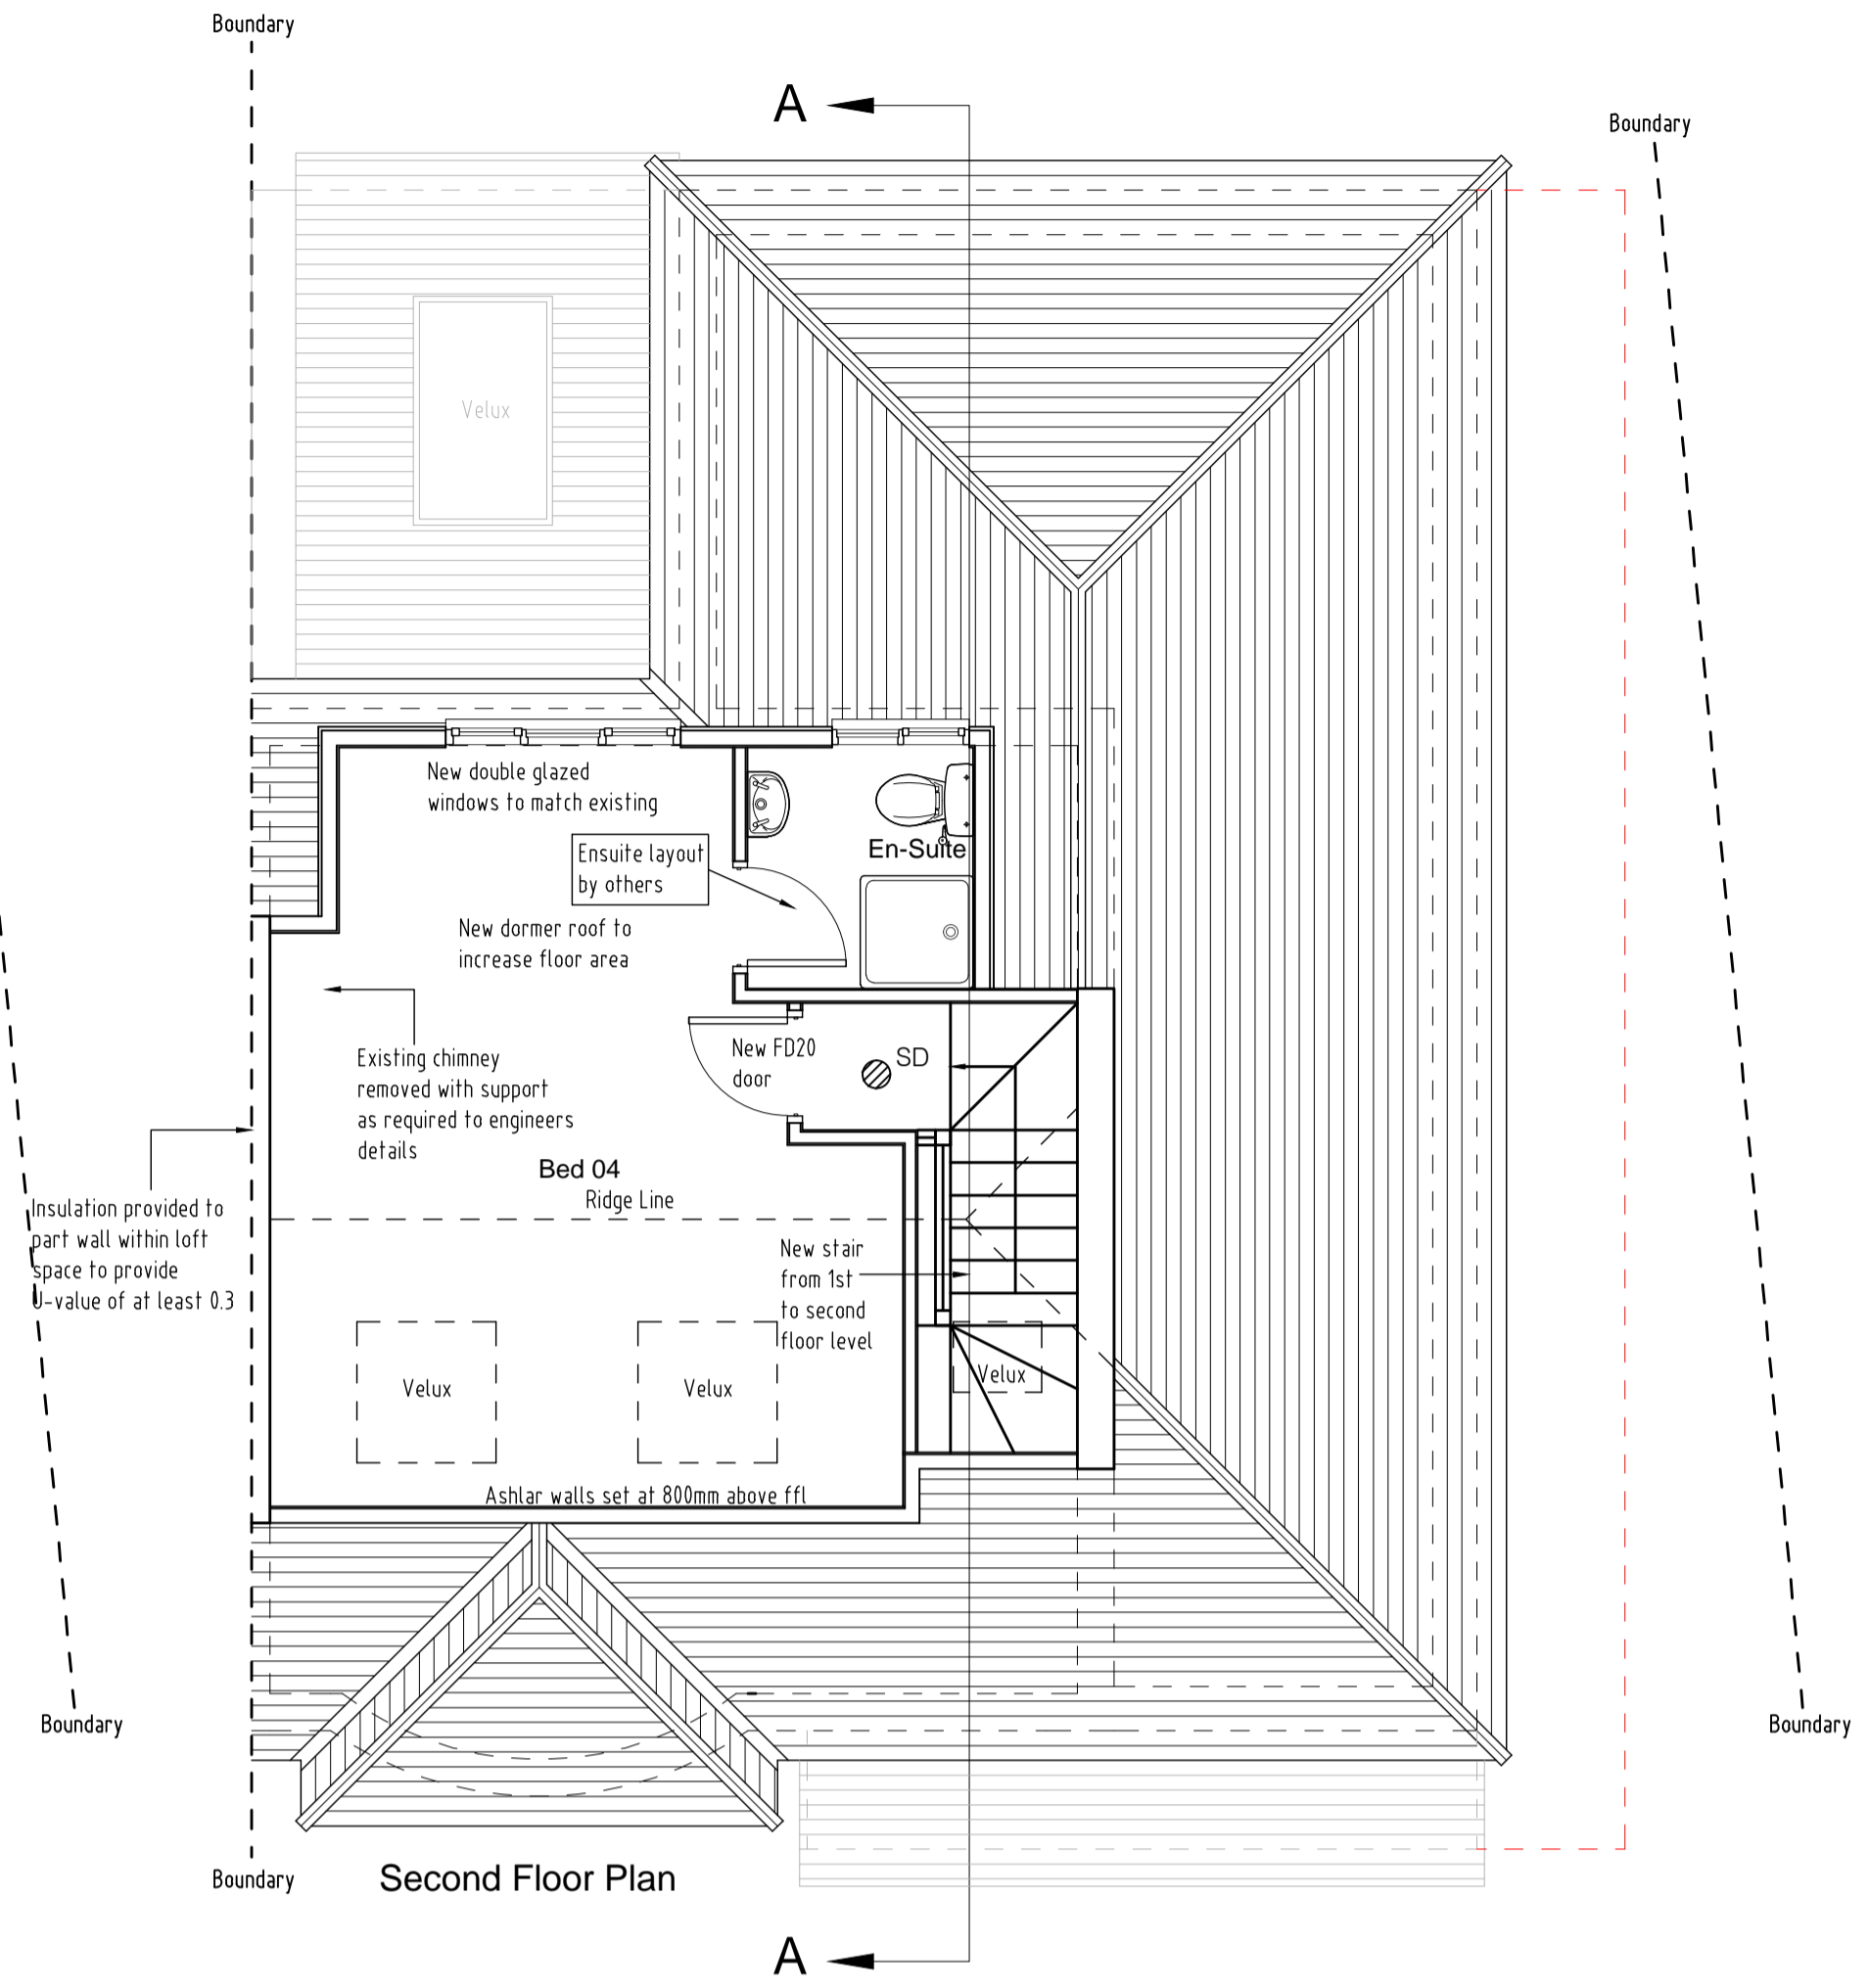 Boundary
A
Boundary
Velux
New double glazed
windows to match existing
Ensuite layout
by others
En-Suite
New dormer roof to
increase floor area
New FD20
door
SD
Existing chimney
removed with support
as required to engineers
details
Bed 04
Ridge Line
Insulation provided to
part wall within loft
space to provide
U-value of at least 0.3
New stair
from 1st
to second
floor level
Velux
Velux
Velux
Ashlar walls set at 800mm above ffl
Boundary
Boundary
Boundary
Second Floor Plan
A